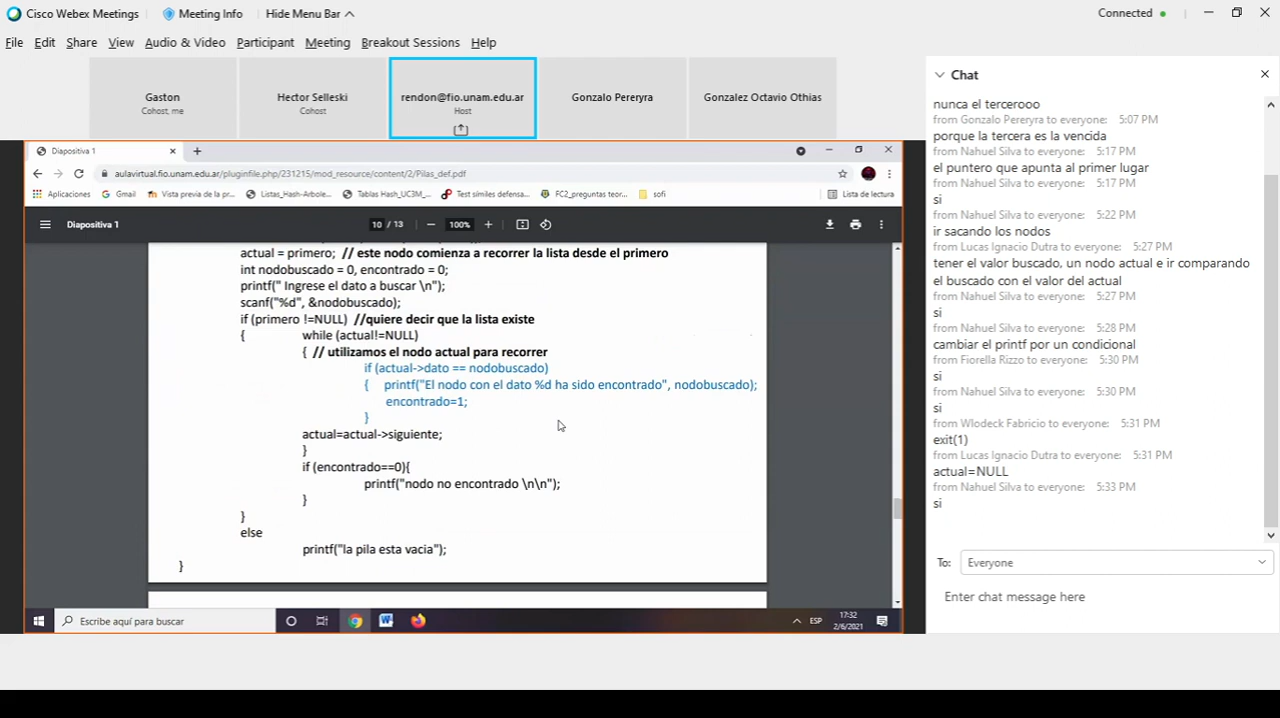 Cisco Webex Meetings
Meeting Info
Hide Menu Bar
Connected
File Edit Share View Audio & Video Participant Meeting Breakout Sessions Help
Gaston
Cohost, me
Hector Selleski
Cohost
rendon@fio.unam.edu.ar
Host
Gonzalo Pereryra
Gonzalez Octavio Othias
Diapositiva 1
aulavirtual.fio.unam.edu.ar/pluginfile.php/231215/mod_resource/content/2/Pilas_def.pdf
Aplicaciones
Gmail
Vista previa de la pr...
Listas_Hash-Arbole...
Tablas Hash_UC3M_...
Test símiles defensa...
FC2_preguntas teor...
sofi
Lista de lectura
Diapositiva 1
10 / 13
100%
actual = primero; // este nodo comienza a recorrer la lista desde el primero
int nodobuscado = 0, encontrado = 0;
printf(" Ingrese el dato a buscar \n");
scanf("%d", &nodobuscado);
if (primero !=NULL) //quiere decir que la lista existe
{ while (actual!=NULL)
{ // utilizamos el nodo actual para recorrer
if (actual->dato == nodobuscado)
{ printf("El nodo con el dato %d ha sido encontrado", nodobuscado);
encontrado=1;
}
actual=actual->siguiente;
}
if (encontrado==0){
printf("nodo no encontrado \n\n");
}
}
else
printf("la pila esta vacia");
}
Escribe aquí para buscar
ESP
17:32
2/6/2021
Chat
nunca el tercerooo
from Gonzalo Pereryra to everyone: 5:07 PM
porque la tercera es la vencida
from Nahuel Silva to everyone: 5:17 PM
el puntero que apunta al primer lugar
from Nahuel Silva to everyone: 5:17 PM
si
from Nahuel Silva to everyone: 5:22 PM
ir sacando los nodos
from Lucas Ignacio Dutra to everyone: 5:27 PM
tener el valor buscado, un nodo actual e ir comparando
el buscado con el valor del actual
from Nahuel Silva to everyone: 5:27 PM
si
from Nahuel Silva to everyone: 5:28 PM
cambiar el printf por un condicional
from Fiorella Rizzo to everyone: 5:30 PM
si
from Nahuel Silva to everyone: 5:30 PM
si
from Wlodeck Fabricio to everyone: 5:31 PM
exit(1)
from Lucas Ignacio Dutra to everyone: 5:31 PM
actual=NULL
from Nahuel Silva to everyone: 5:33 PM
si
To: Everyone
Enter chat message here